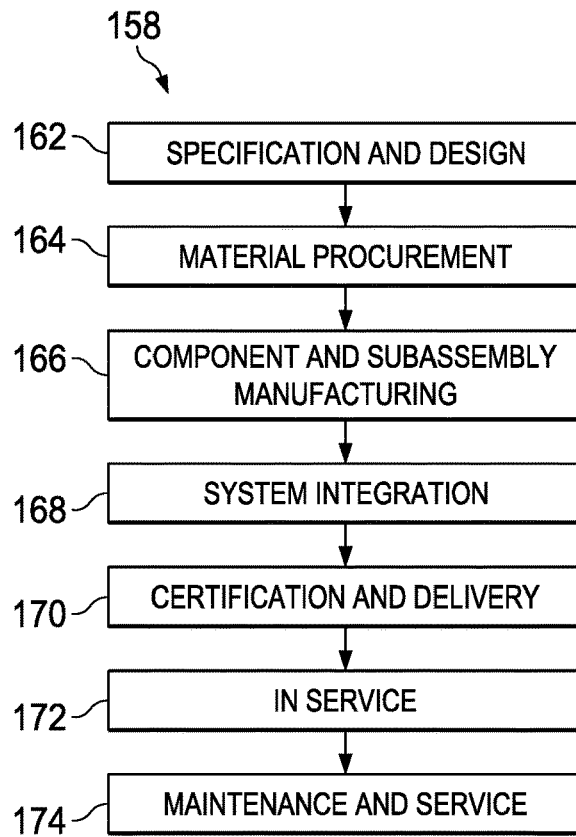 158
162
SPECIFICATION AND DESIGN
164
MATERIAL PROCUREMENT
166
COMPONENT AND SUBASSEMBLY
MANUFACTURING
168
SYSTEM INTEGRATION
170
CERTIFICATION AND DELIVERY
172
IN SERVICE
174
MAINTENANCE AND SERVICE